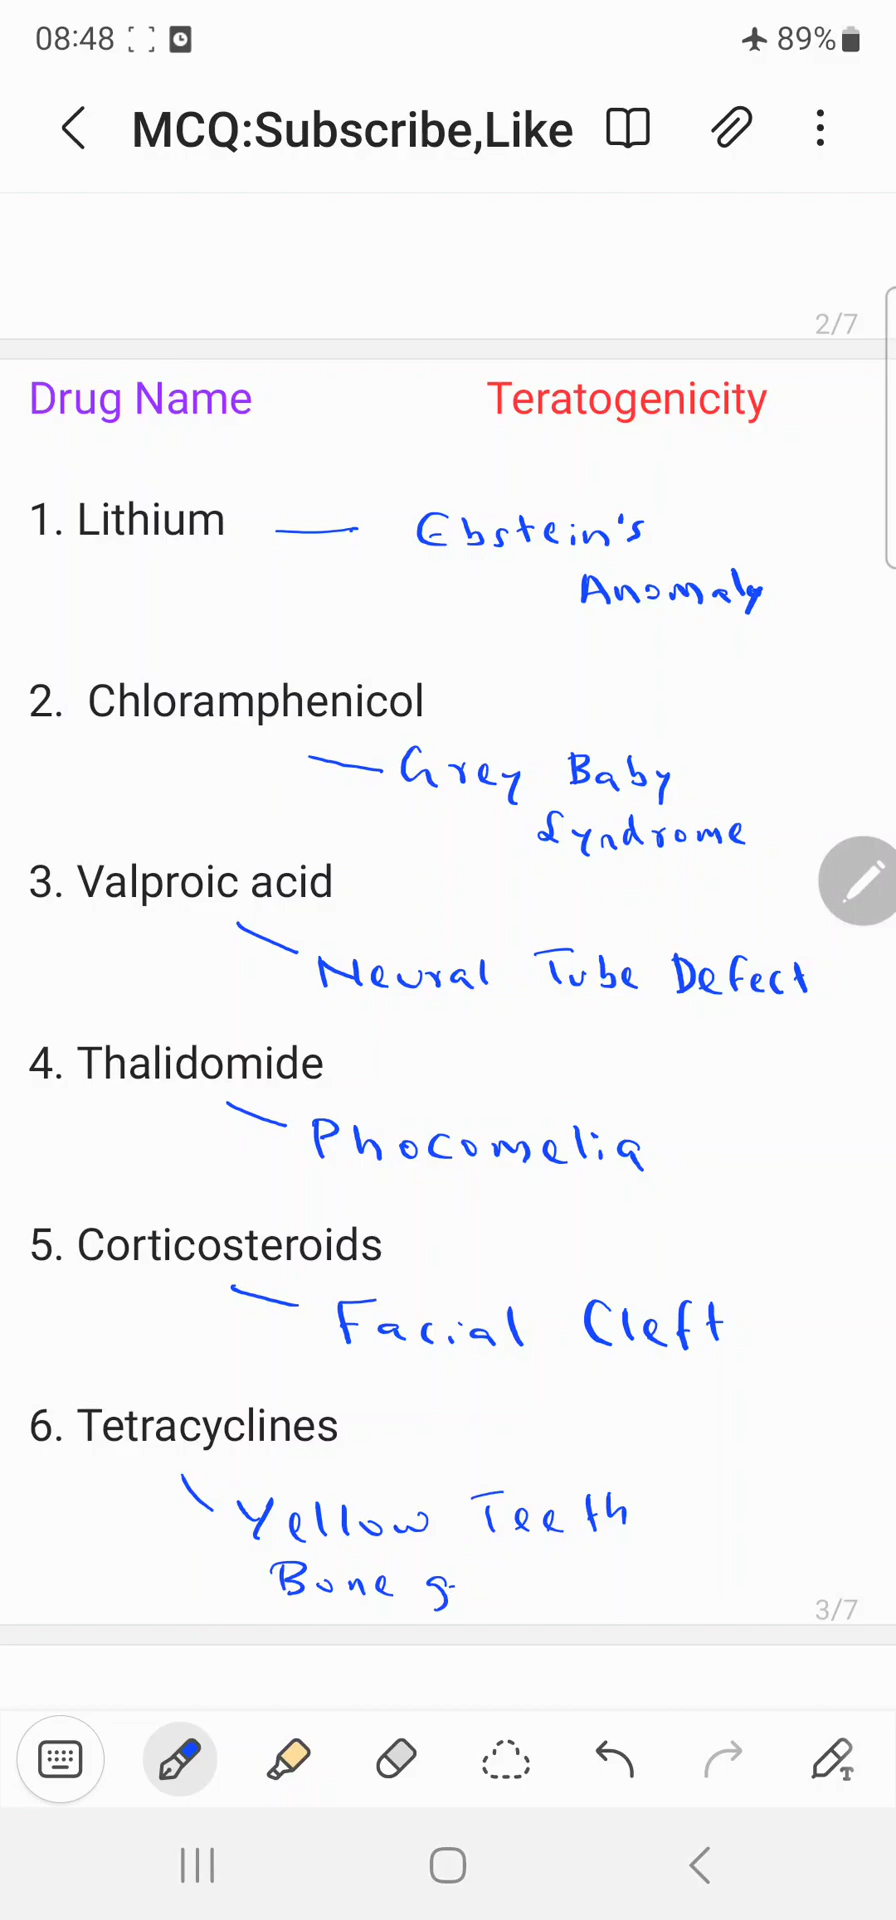 08:48 89%
MCQ:Subscribe,Like
2/7
Drug Name Teratogenicity
1. Lithium — Ebstein's
Anomaly
2. Chloramphenicol
— Grey Baby
Syndrome
3. Valproic acid
Neural Tube Defect
4. Thalidomide
Phocomelia
5. Corticosteroids
Facial Cleft
6. Tetracyclines
Yellow Teeth
Bone g
3/7
T